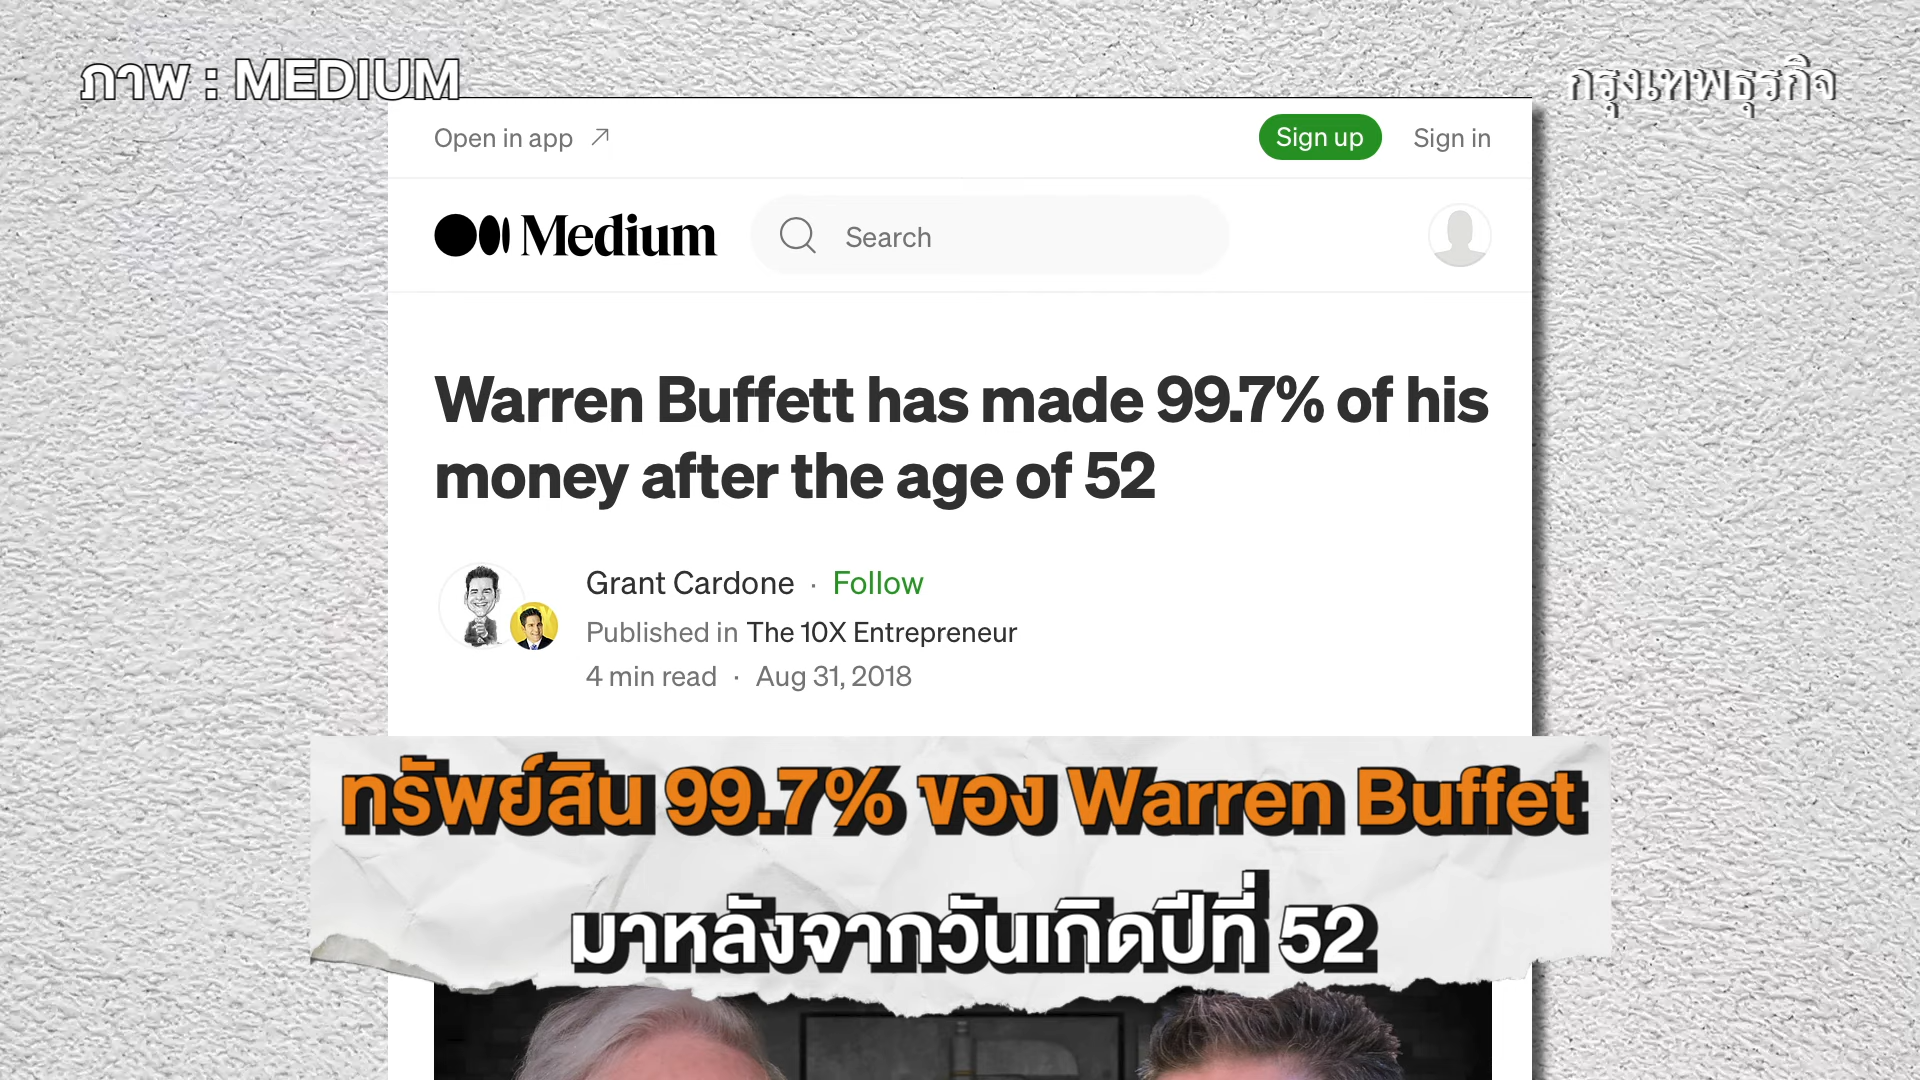 ภาพ : MEDIUM
กรุงเทพธุรกิจ
Open in app
Sign up
Sign in
Medium
Search
Warren Buffett has made 99.7% of his
money after the age of 52
Grant Cardone · Follow
Published in The 10X Entrepreneur
4 min read · Aug 31, 2018
ทรัพย์สิน 99.7% ของ Warren Buffet
มาหลังจากวันเกิดปีที่ 52